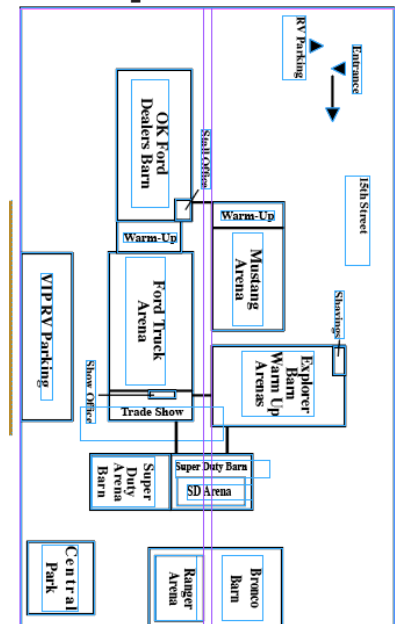 RV Parking
Entrance
OK Ford
Dealers Barn
Stall Office
15th Street
Warm-Up
Warm-Up
Mustang
Arena
VIP RV Parking
Ford Truck
Arena
Shavings
Explorer
Barn
Warm Up
Arenas
Show Office
Trade Show
Super
Duty
Arena
Barn
Super Duty Barn
SD Arena
Central
Park
Ranger
Arena
Bronco
Barn